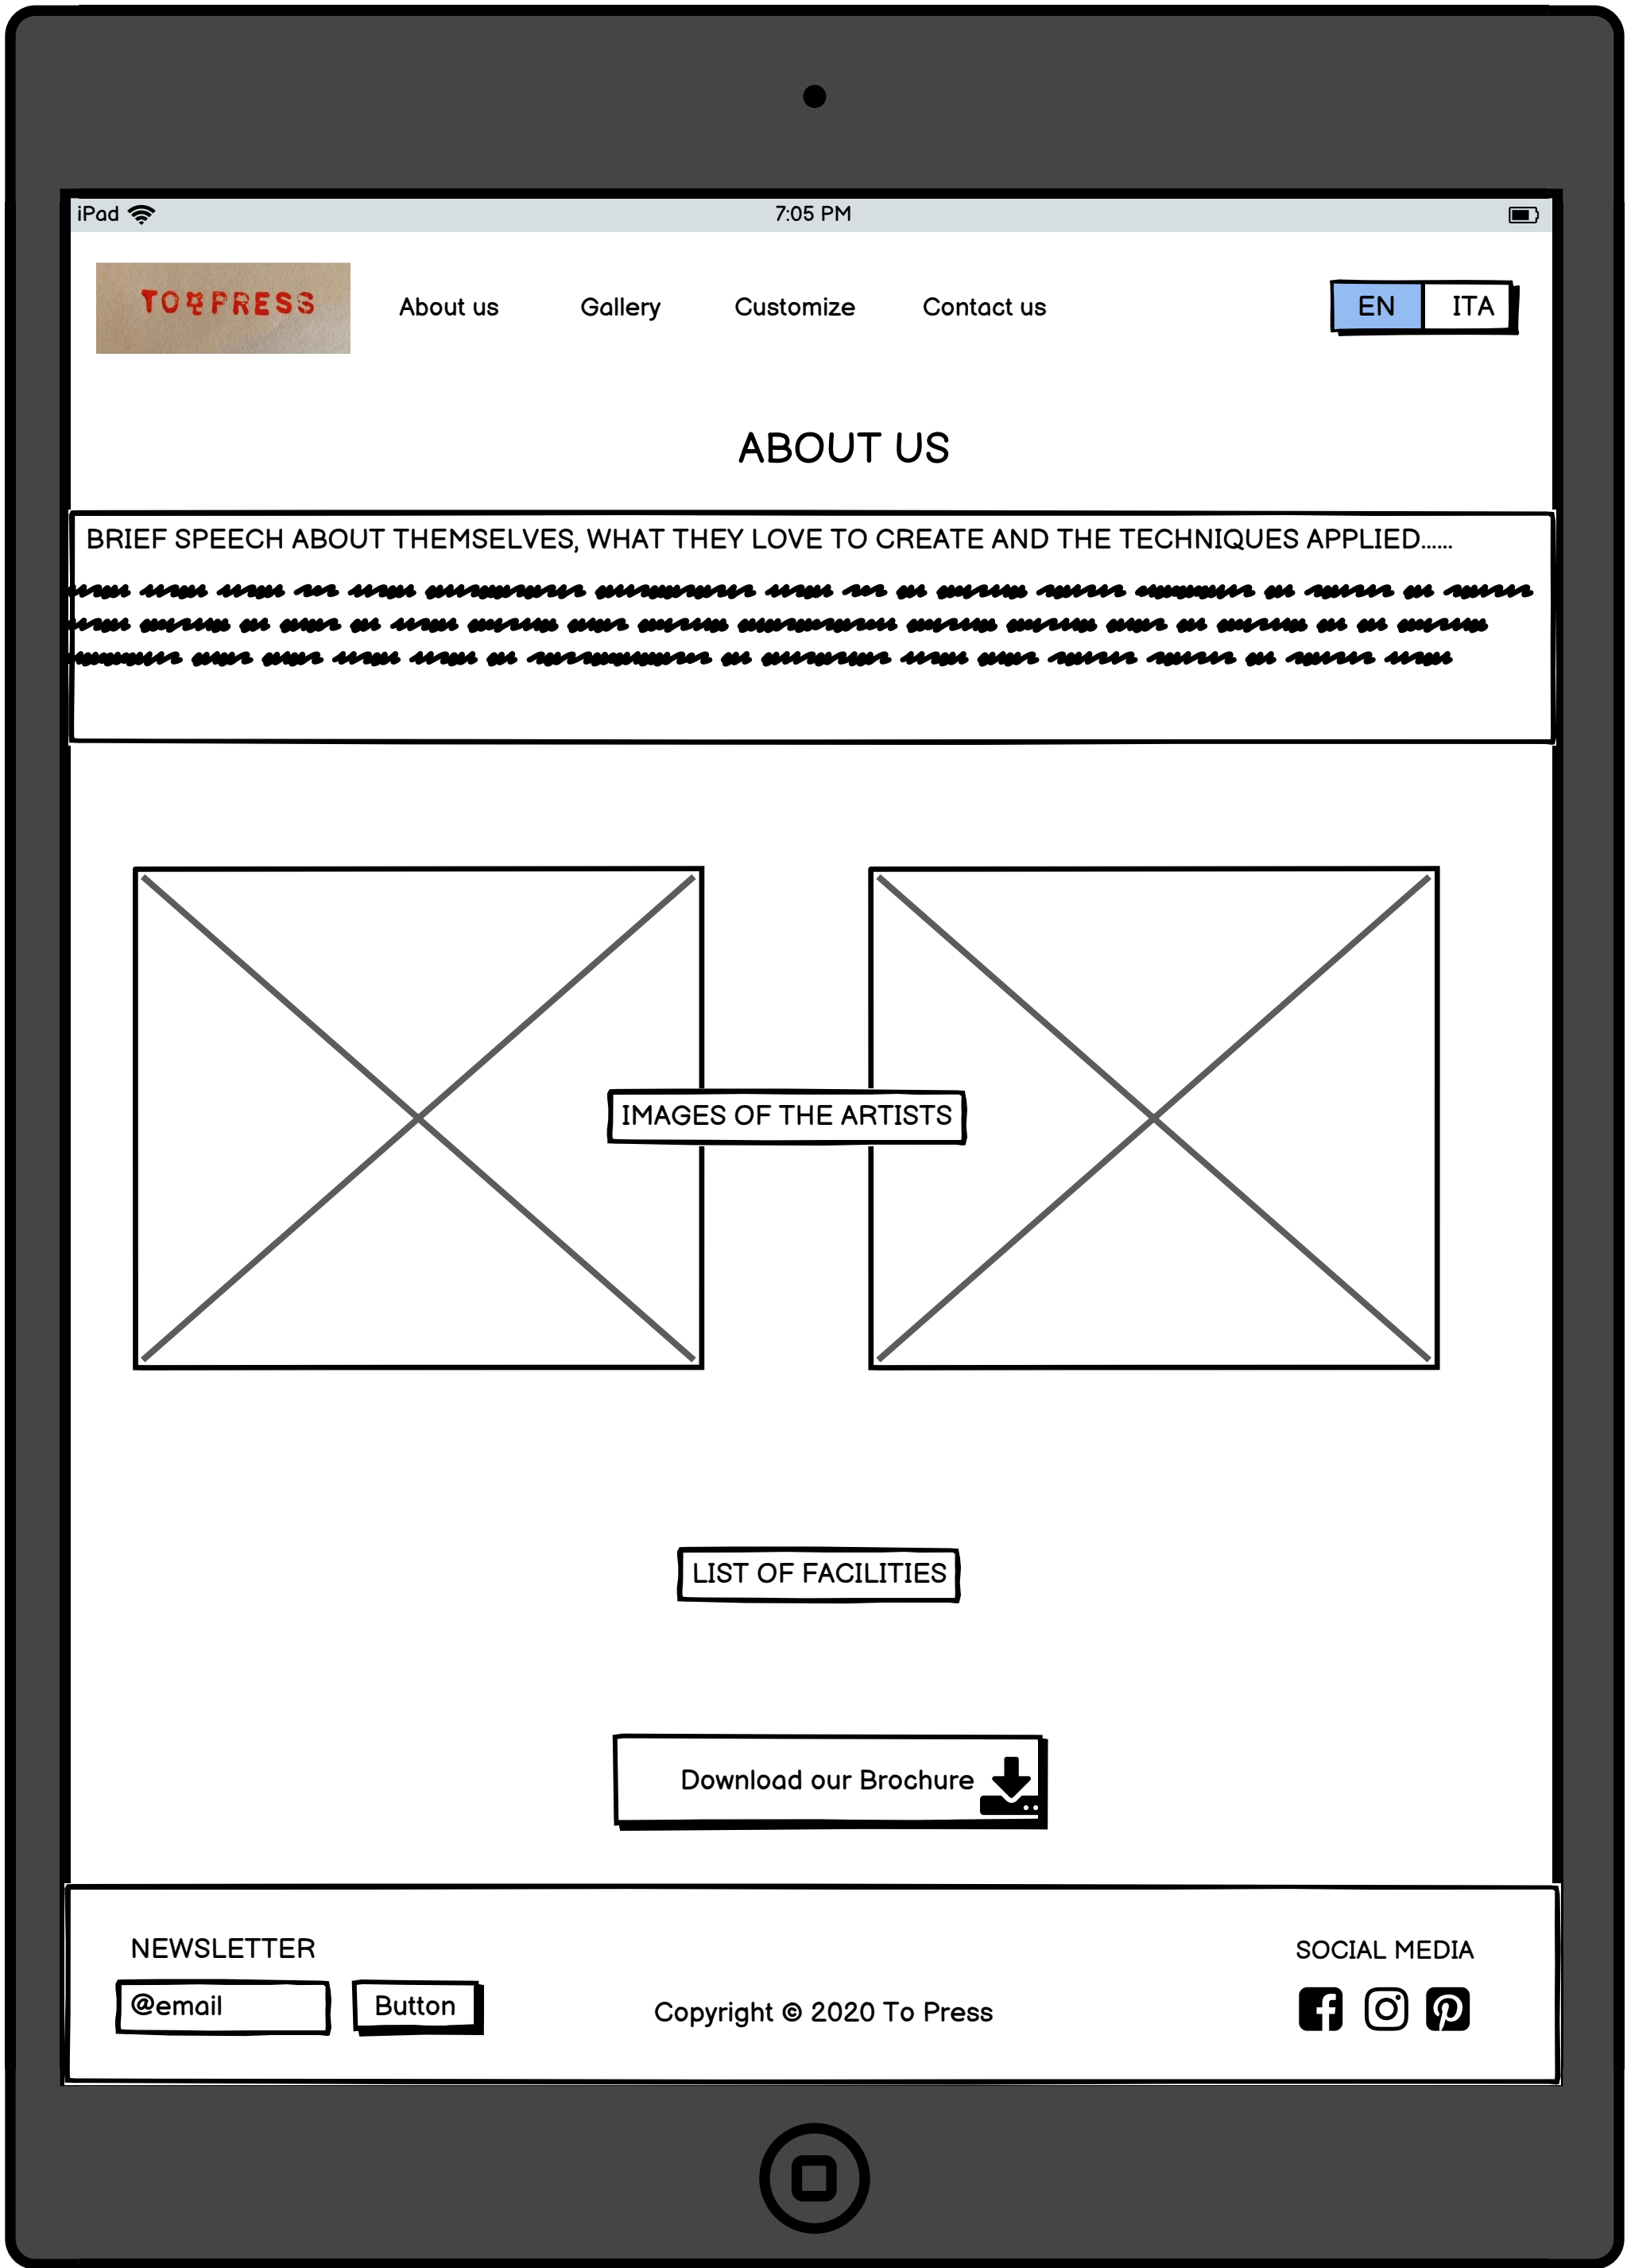 iPad 7:05 PM
TO PRESS About us Gallery Customize Contact us EN ITA
ABOUT US
BRIEF SPEECH ABOUT THEMSELVES, WHAT THEY LOVE TO CREATE AND THE TECHNIQUES APPLIED......
IMAGES OF THE ARTISTS
LIST OF FACILITIES
Download our Brochure
NEWSLETTER
SOCIAL MEDIA
@email Button Copyright © 2020 To Press